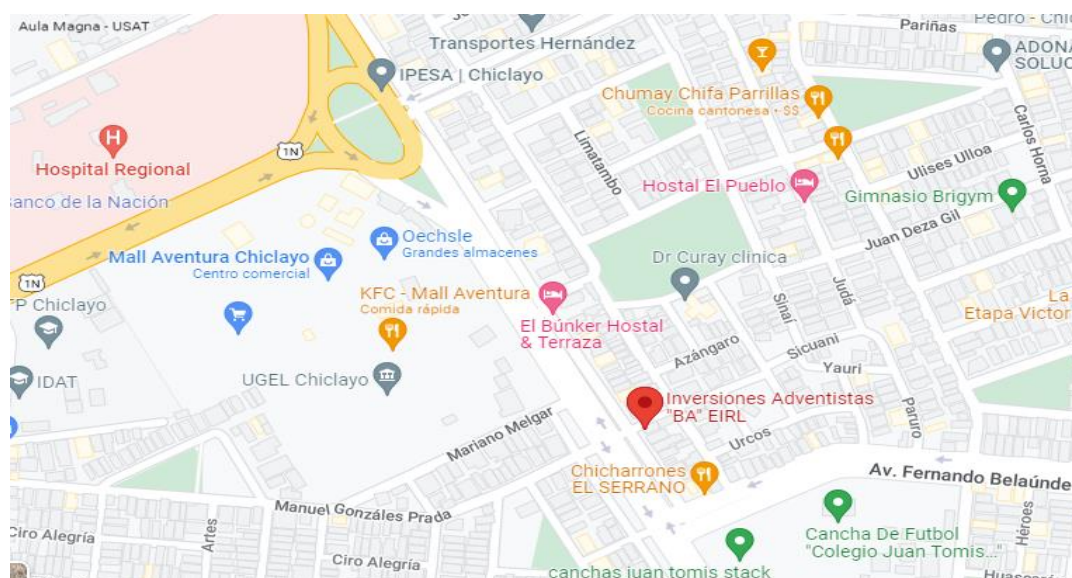 Aula Magna - USAT
Pariñas
Pedro - Chic
Transportes Hernández
ADONA
SOLUC
IPESA | Chiclayo
Chumay Chifa Parrillas
Cocina cantonesa • $$
1N
H
Hospital Regional
Limatambo
Carlos Horna
Ulises Ulloa
Hostal El Pueblo
Gimnasio Brigym
anco de la Nación
Oechsle
Grandes almacenes
Juan Deza Gil
Mall Aventura Chiclayo
Centro comercial
Dr Curay clinica
1N
KFC - Mall Aventura
Comida rápida
Sinaí
Judá
La
Etapa Victor
TP Chiclayo
El Búnker Hostal
& Terraza
Azángaro
Sicuani
Yauri
IDAT
UGEL Chiclayo
Inversiones Adventistas
"BA" EIRL
Paruro
Mariano Melgar
Urcos
Chicharrones
EL SERRANO
Av. Fernando Belaúnde
Manuel Gonzáles Prada
Ciro Alegría
Artes
Cancha De Futbol
"Colegio Juan Tomis..."
Héroes
Ciro Alegría
canchas juan tomis stack
Huascar